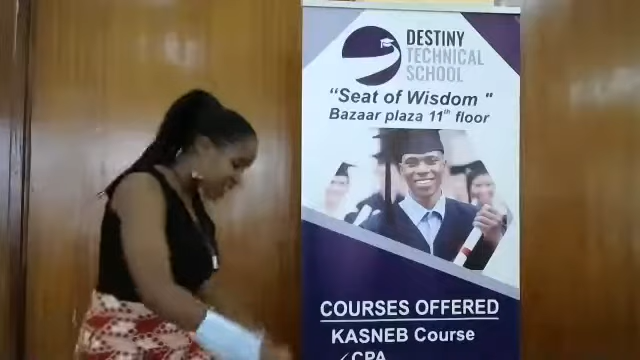 DESTINY
TECHNICAL
SCHOOL
“Seat of Wisdom "
Bazaar plaza 11th floor
COURSES OFFERED
KASNEB Course
✓CPA